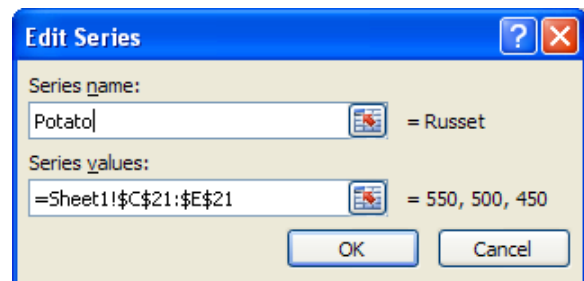 Edit Series
Series name:
Potato = Russet
Series values:
=Sheet1!$C$21:$E$21 = 550, 500, 450
OK Cancel